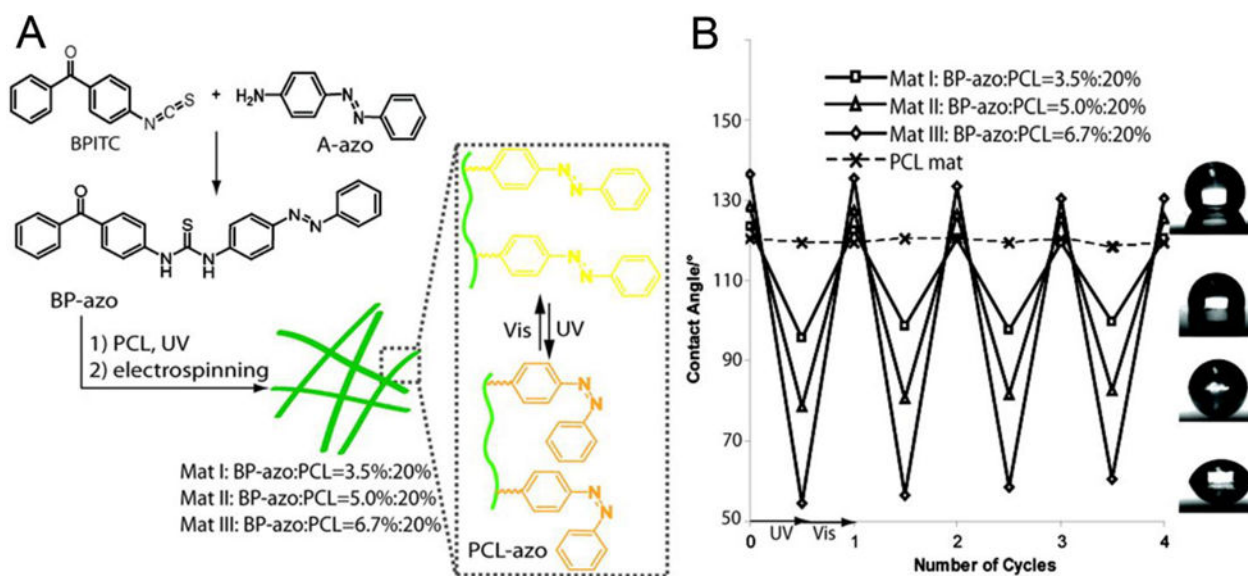 A
O
N=C=S
BPITC
+
H₂N
N
N
A-azo
O
S
N
H
N
H
N
N
BP-azo
1) PCL, UV
2) electrospinning
Mat I: BP-azo:PCL=3.5%:20%
Mat II: BP-azo:PCL=5.0%:20%
Mat III: BP-azo:PCL=6.7%:20%
N
N
N
N
Vis
UV
N
N
N
N
PCL-azo
B
Mat I: BP-azo:PCL=3.5%:20%
Mat II: BP-azo:PCL=5.0%:20%
Mat III: BP-azo:PCL=6.7%:20%
PCL mat
Contact Angle/°
150
130
110
90
70
50
UV
Vis
0
1
2
3
4
Number of Cycles